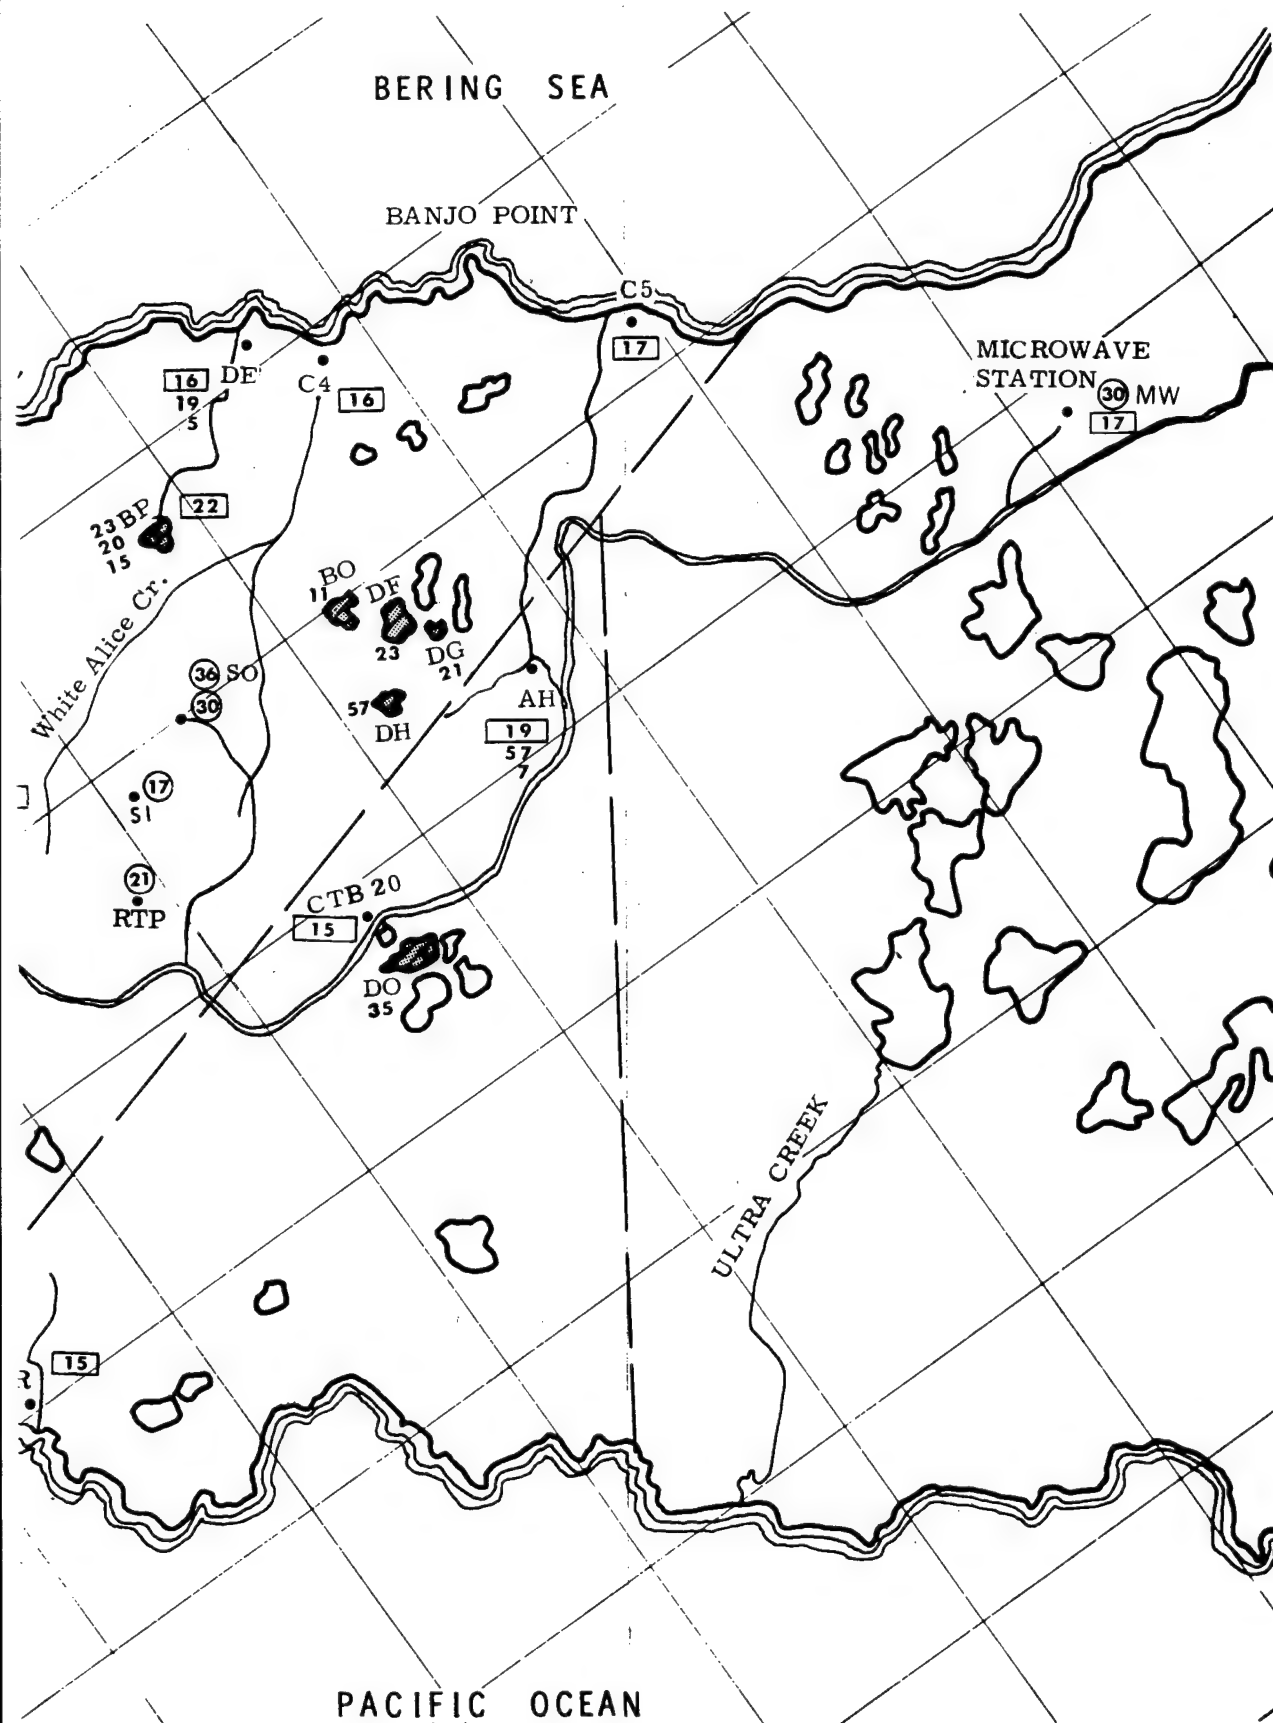 BERING SEA
BANJO POINT
C5
17
DE
16
19
5
C4
16
MICROWAVE
STATION
30 MW
17
22
23 BP
20
15
BO
11
DF
23
DG
21
White Alice Cr.
36 SO
30
57
DH
AH
19
57
7
17
SI
21
RTP
CTB 20
15
DO
35
ULTRA CREEK
15
PACIFIC OCEAN